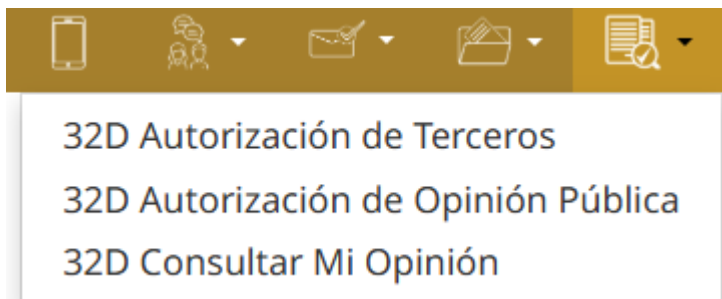 32D Autorización de Terceros
32D Autorización de Opinión Pública
32D Consultar Mi Opinión